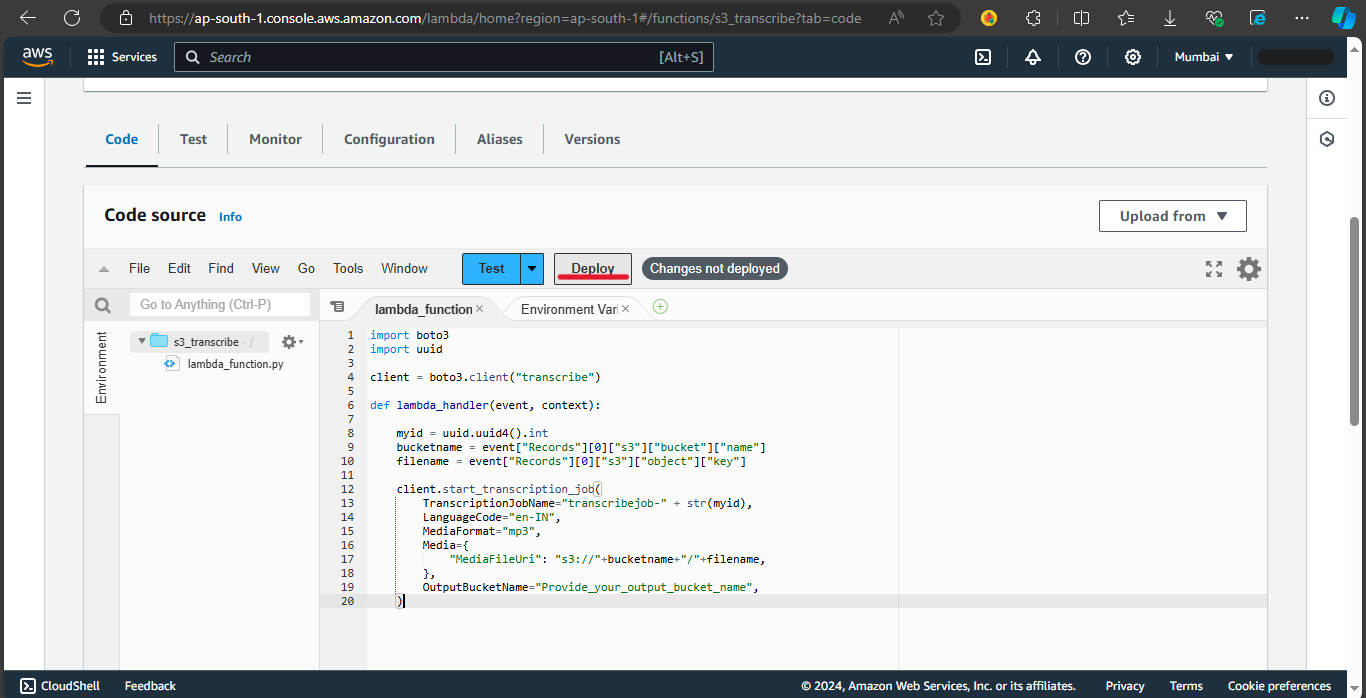 https://ap-south-1.console.aws.amazon.com/lambda/home?region=ap-south-1#/functions/s3_transcribe?tab=code
aws Services Search [Alt+S] Mumbai
Code Test Monitor Configuration Aliases Versions
Code source Info Upload from
File Edit Find View Go Tools Window Test Deploy Changes not deployed
Go to Anything (Ctrl-P) lambda_function Environment Vari
Environment
s3_transcribe - /
lambda_function.py
1 import boto3
2 import uuid
3
4 client = boto3.client("transcribe")
5
6 def lambda_handler(event, context):
7
8     myid = uuid.uuid4().int
9     bucketname = event["Records"][0]["s3"]["bucket"]["name"]
10     filename = event["Records"][0]["s3"]["object"]["key"]
11
12     client.start_transcription_job(
13         TranscriptionJobName="transcribejob-" + str(myid),
14         LanguageCode="en-IN",
15         MediaFormat="mp3",
16         Media={
17             "MediaFileUri": "s3://"+bucketname+"/"+filename,
18         },
19         OutputBucketName="Provide_your_output_bucket_name",
20     )
CloudShell Feedback © 2024, Amazon Web Services, Inc. or its affiliates. Privacy Terms Cookie preferences